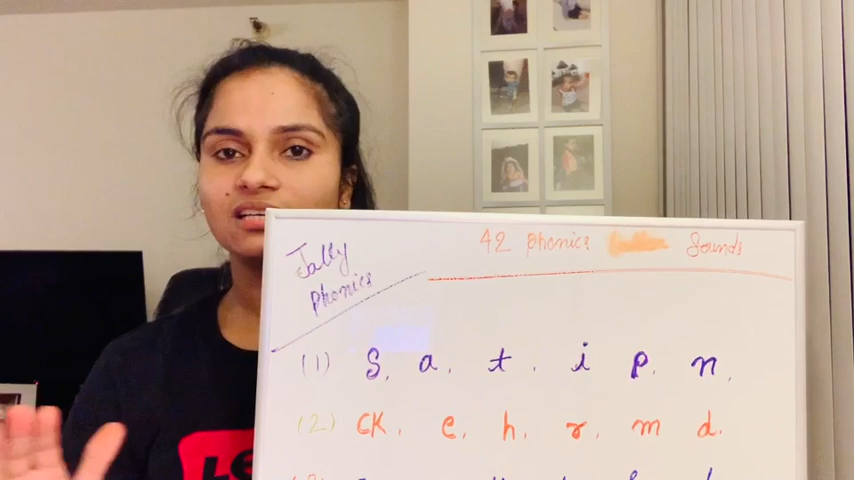 Jolly
Phonics
42 phonics Sounds
(1) S, a, t, i, p, n,
(2) CK, e, h, r, m, d.